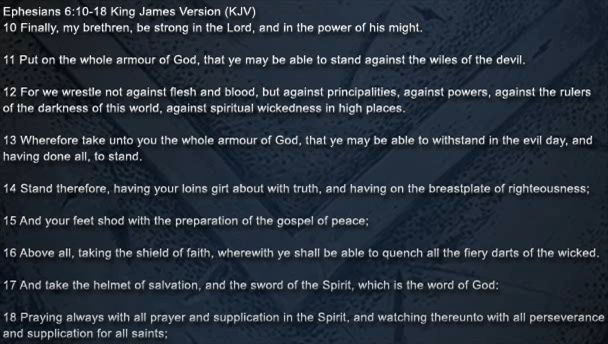 Ephesians 6:10-18 King James Version (KJV)
10 Finally, my brethren, be strong in the Lord, and in the power of his might.
11 Put on the whole armour of God, that ye may be able to stand against the wiles of the devil.
12 For we wrestle not against flesh and blood, but against principalities, against powers, against the rulers
of the darkness of this world, against spiritual wickedness in high places.
13 Wherefore take unto you the whole armour of God, that ye may be able to withstand in the evil day, and
having done all, to stand.
14 Stand therefore, having your loins girt about with truth, and having on the breastplate of righteousness;
15 And your feet shod with the preparation of the gospel of peace;
16 Above all, taking the shield of faith, wherewith ye shall be able to quench all the fiery darts of the wicked.
17 And take the helmet of salvation, and the sword of the Spirit, which is the word of God:
18 Praying always with all prayer and supplication in the Spirit, and watching thereunto with all perseverance
and supplication for all saints;